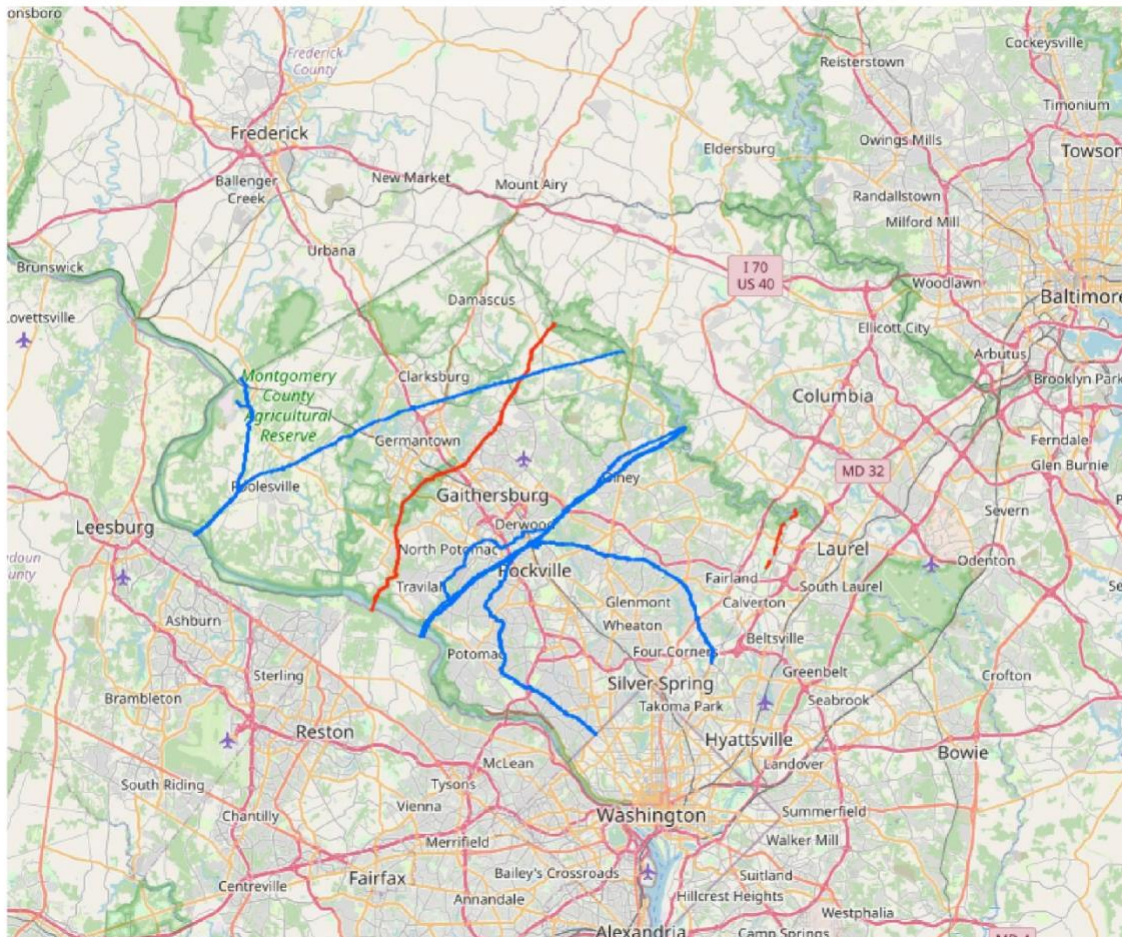 onsboro
Cockeysville
Reisterstown
Frederick
County
Timonium
Frederick
Owings Mills
Eldersburg
Towson
Ballenger
Creek
New Market
Mount Airy
Randallstown
Milford Mill
Urbana
Brunswick
I 70
US 40
Woodlawn
Baltimore
Damascus
Lovettsville
Ellicott City
Arbutus
Brooklyn Park
Montgomery
County
Agricultural
Reserve
Clarksburg
Columbia
Germantown
Ferndale
Glen Burnie
MD 32
Poolesville
Gaithersburg
Olney
Severn
Leesburg
Derwood
North Potomac
Laurel
Odenton
oudoun
County
Rockville
Travilah
Fairland
South Laurel
Se
Glenmont
Calverton
Ashburn
Wheaton
Beltsville
Potomac
Four Corners
Greenbelt
Sterling
Silver Spring
Crofton
Brambleton
Takoma Park
Seabrook
Reston
Hyattsville
Bowie
McLean
Landover
South Riding
Tysons
Vienna
Summerfield
Chantilly
Washington
Merrifield
Walker Mill
Bailey's Crossroads
Suitland
Centreville
Fairfax
Hillcrest Heights
Annandale
Westphalia
Alexandria
Camp Springs
MD 4